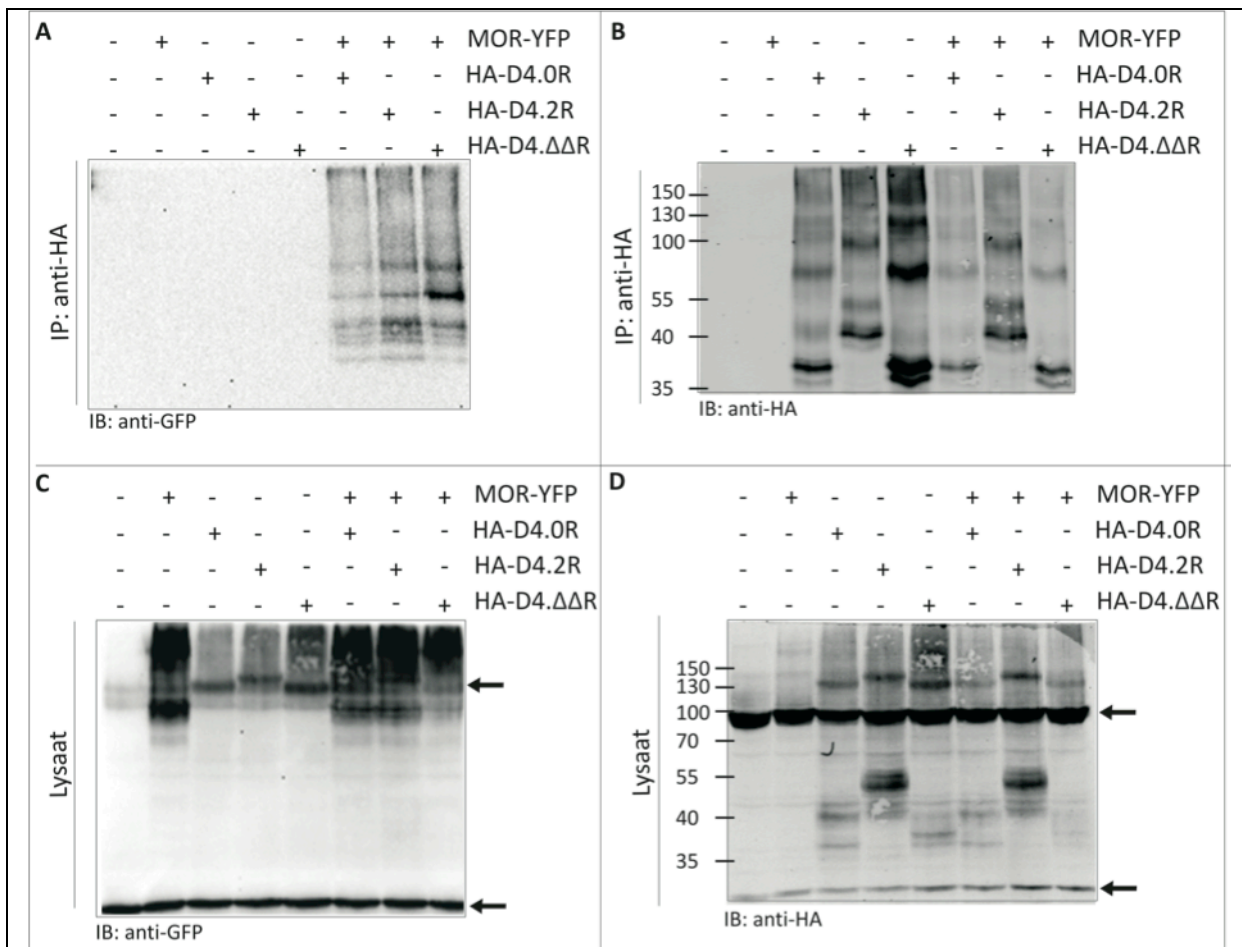 A
- + - - - + + + MOR-YFP
- - + - - + - - HA-D4.0R
- - - + - - + - HA-D4.2R
- - - - + - - + HA-D4.ΔΔR
IP: anti-HA
IB: anti-GFP
B
- + - - - + + + MOR-YFP
- - + - - + - - HA-D4.0R
- - - + - - + - HA-D4.2R
- - - - + - - + HA-D4.ΔΔR
IP: anti-HA
150
130
100
55
40
35
IB: anti-HA
C
- + - - - + + + MOR-YFP
- - + - - + - - HA-D4.0R
- - - + - - + - HA-D4.2R
- - - - + - - + HA-D4.ΔΔR
Lysaat
IB: anti-GFP
D
- + - - - + + + MOR-YFP
- - + - - + - - HA-D4.0R
- - - + - - + - HA-D4.2R
- - - - + - - + HA-D4.ΔΔR
Lysaat
150
130
100
70
55
40
35
IB: anti-HA